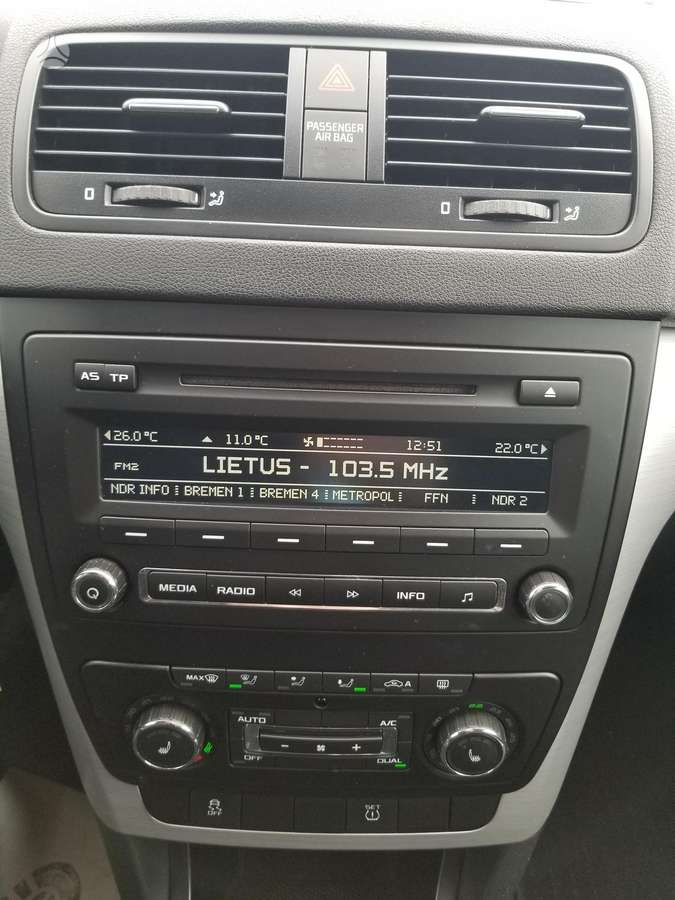 PASSENGER
AIR BAG
0
0
AS TP
26.0°C 11.0°C 12:51 22.0°C
FM2 LIETUS - 103.5 MHz
NDR INFO BREMEN 1 BREMEN 4 METROPOL FFN NDR 2
MEDIA RADIO INFO
MAX A
AUTO A/C
- +
OFF DUAL
OFF SET